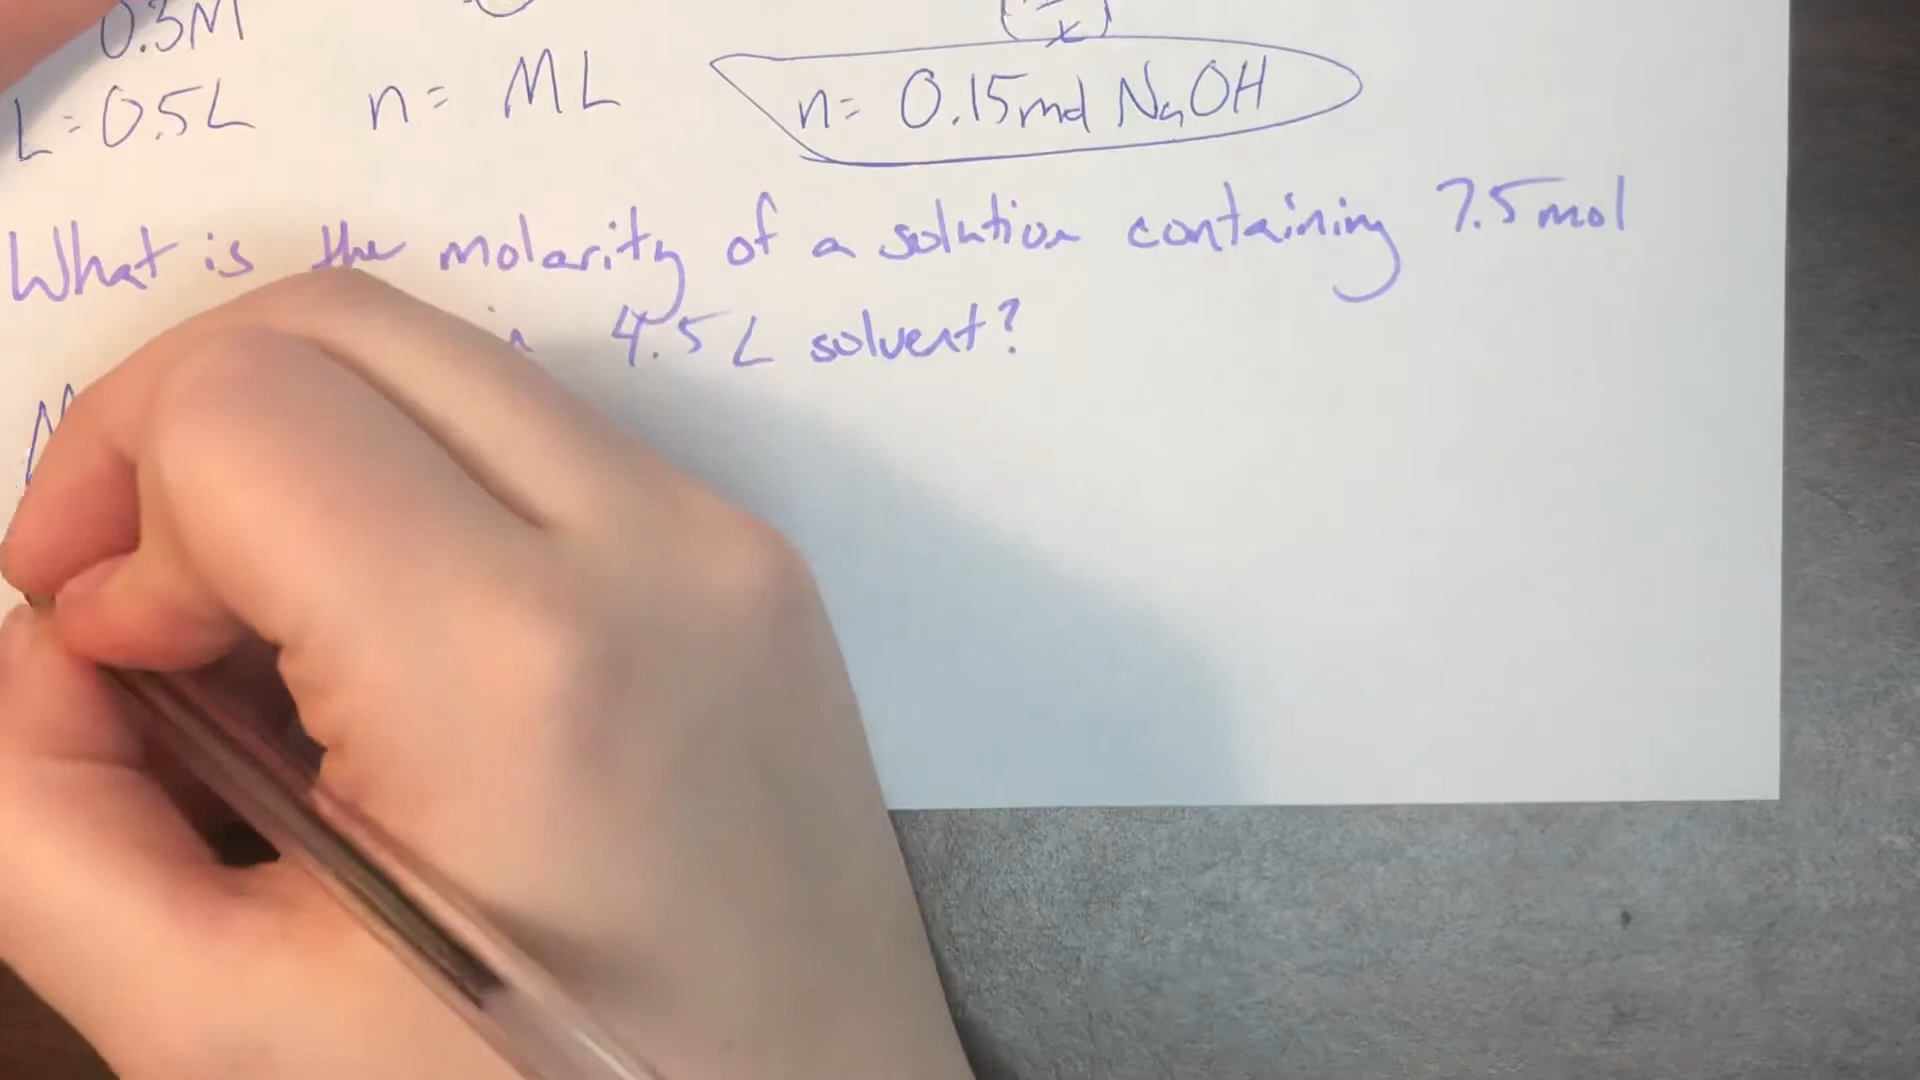 0.3M
L=0.5L n= ML n= 0.15mol NaOH
What is the molarity of a solution containing 7.5mol
4.5L solvent?